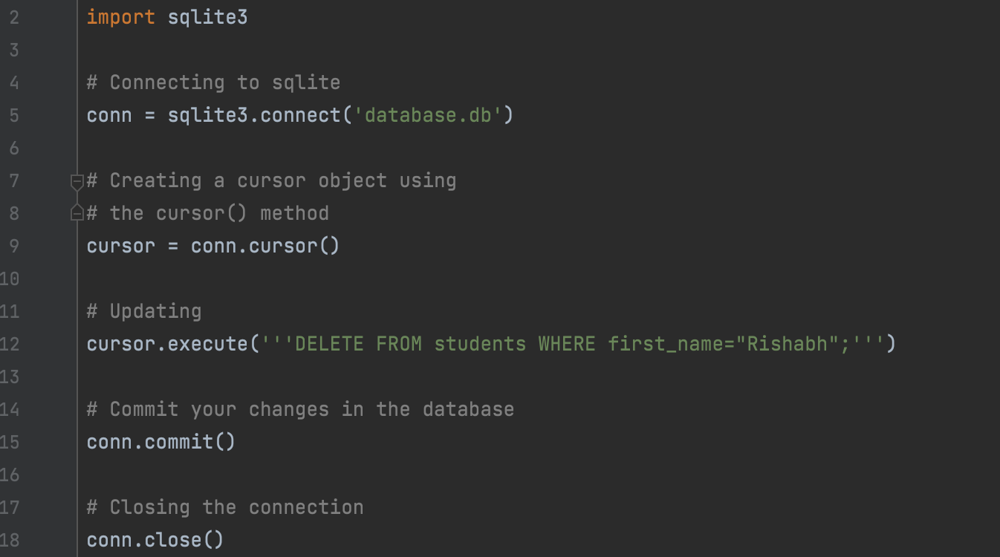 2 import sqlite3
3
4 # Connecting to sqlite
5 conn = sqlite3.connect('database.db')
6
7 # Creating a cursor object using
8 # the cursor() method
9 cursor = conn.cursor()
10
11 # Updating
12 cursor.execute('''DELETE FROM students WHERE first_name="Rishabh";''')
13
14 # Commit your changes in the database
15 conn.commit()
16
17 # Closing the connection
18 conn.close()